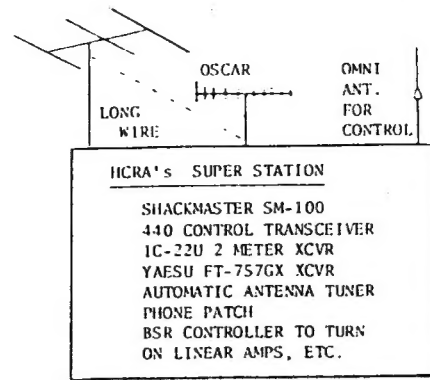 OSCAR
OMNI
ANT.
FOR
CONTROL
LONG
WIRE
HCRA's SUPER STATION
SHACKMASTER SM-100
440 CONTROL TRANSCEIVER
IC-22U 2 METER XCVR
YAESU FT-757GX XCVR
AUTOMATIC ANTENNA TUNER
PHONE PATCH
BSR CONTROLLER TO TURN
ON LINEAR AMPS, ETC.